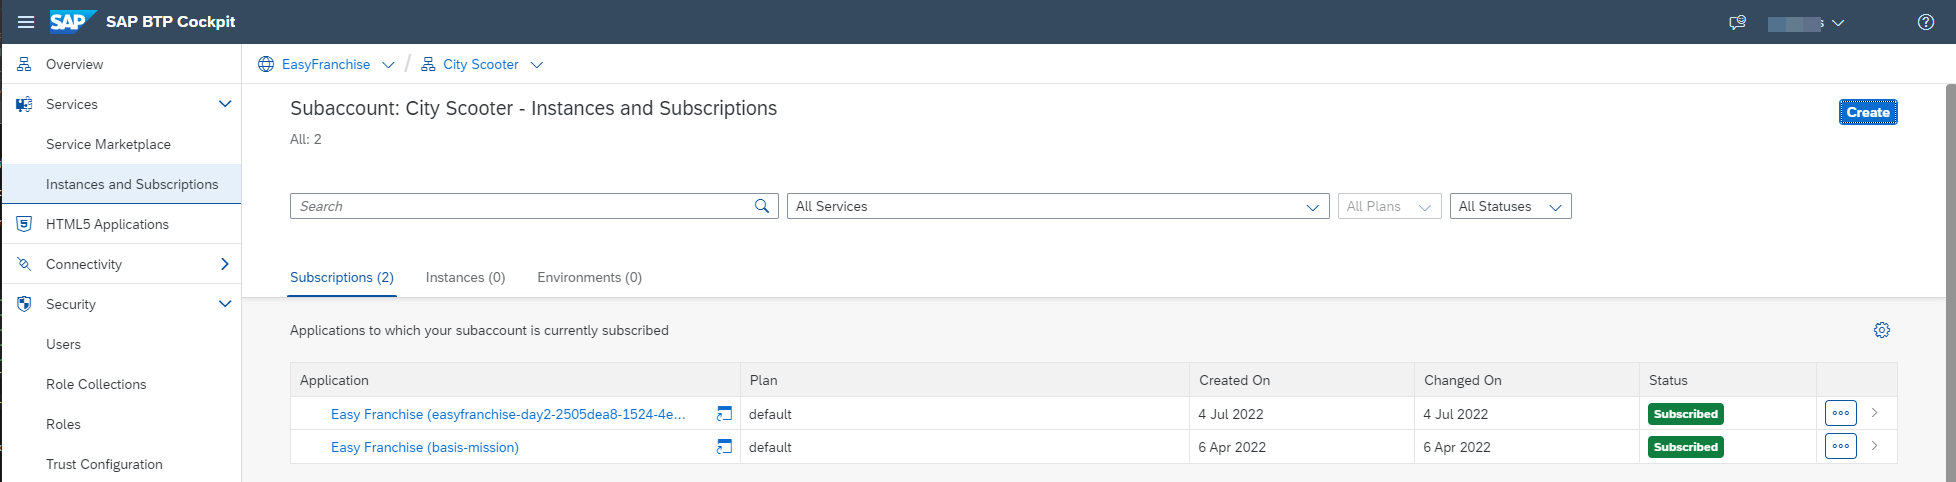 SAP SAP BTP Cockpit
Overview
Services
Service Marketplace
Instances and Subscriptions
HTML5 Applications
Connectivity
Security
Users
Role Collections
Roles
Trust Configuration
EasyFranchise / City Scooter
Subaccount: City Scooter - Instances and Subscriptions
Create
All: 2
Search All Services All Plans All Statuses
Subscriptions (2) Instances (0) Environments (0)
Applications to which your subaccount is currently subscribed
Application Plan Created On Changed On Status
Easy Franchise (easyfranchise-day2-2505dea8-1524-4e... default 4 Jul 2022 4 Jul 2022 Subscribed
Easy Franchise (basis-mission) default 6 Apr 2022 6 Apr 2022 Subscribed